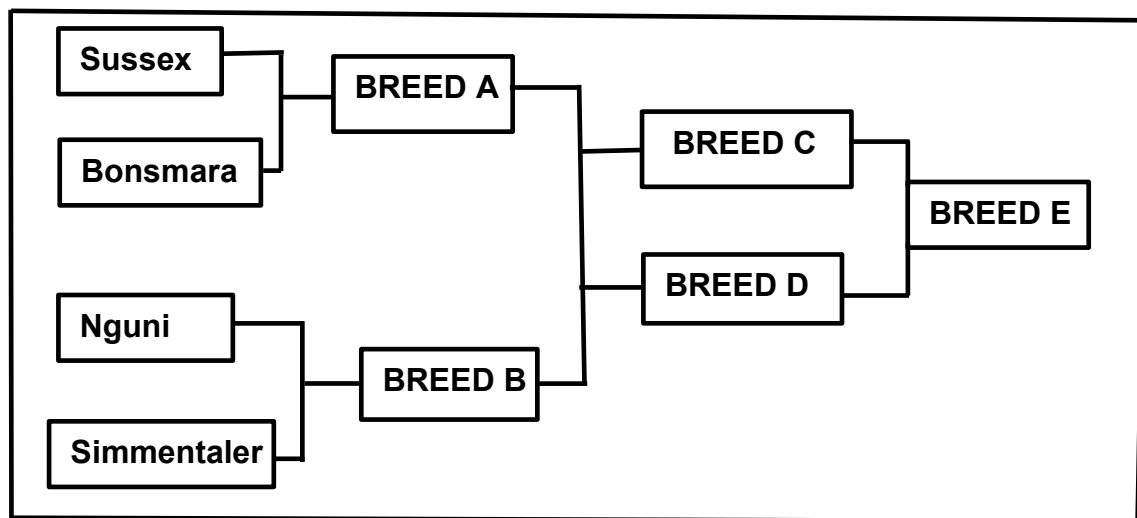 Sussex
BREED A
BREED C
Bonsmara
BREED E
BREED D
Nguni
BREED B
Simmentaler